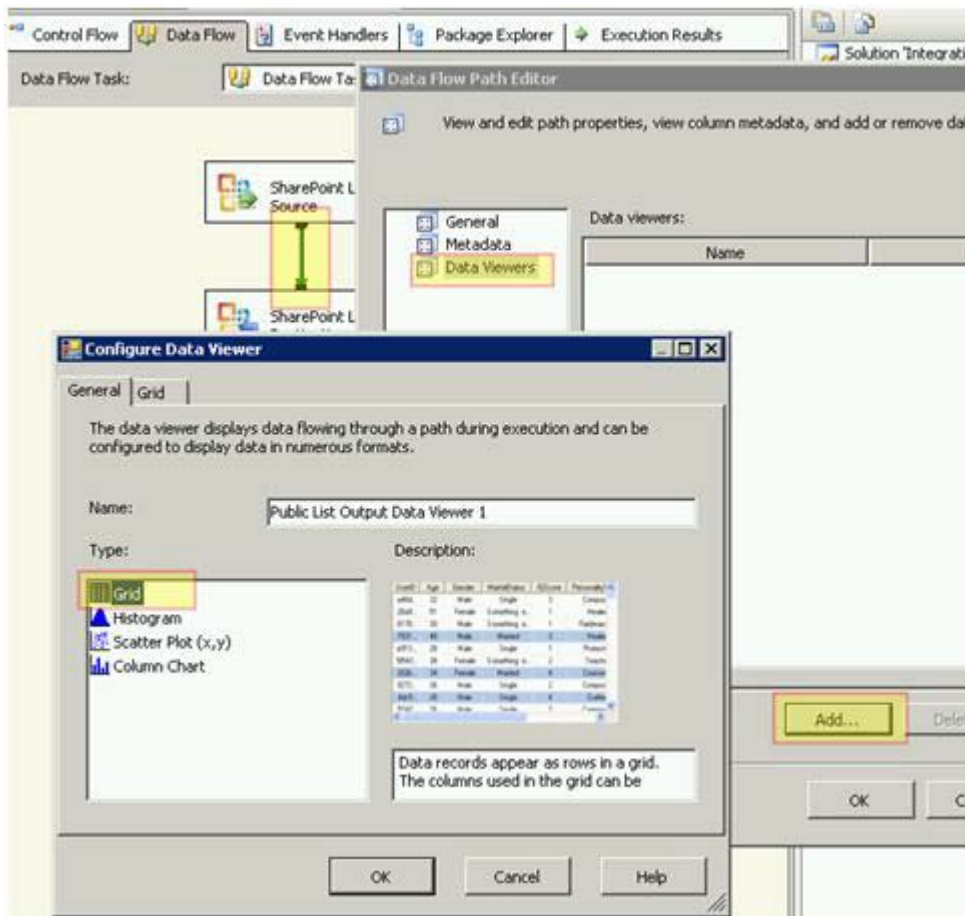 Control Flow
Data Flow
Event Handlers
Package Explorer
Execution Results
Solution 'Integrati
Data Flow Task:
Data Flow Ta
Data Flow Path Editor
View and edit path properties, view column metadata, and add or remove da
SharePoint L
Source
General
Metadata
Data Viewers
Data viewers:
Name
SharePoint L
Configure Data Viewer
General
Grid
The data viewer displays data flowing through a path during execution and can be
configured to display data in numerous formats.
Name:
Public List Output Data Viewer 1
Type:
Description:
Grid
Histogram
Scatter Plot (x,y)
Column Chart
Data records appear as rows in a grid.
The columns used in the grid can be
Add...
Dele
OK
C
OK
Cancel
Help